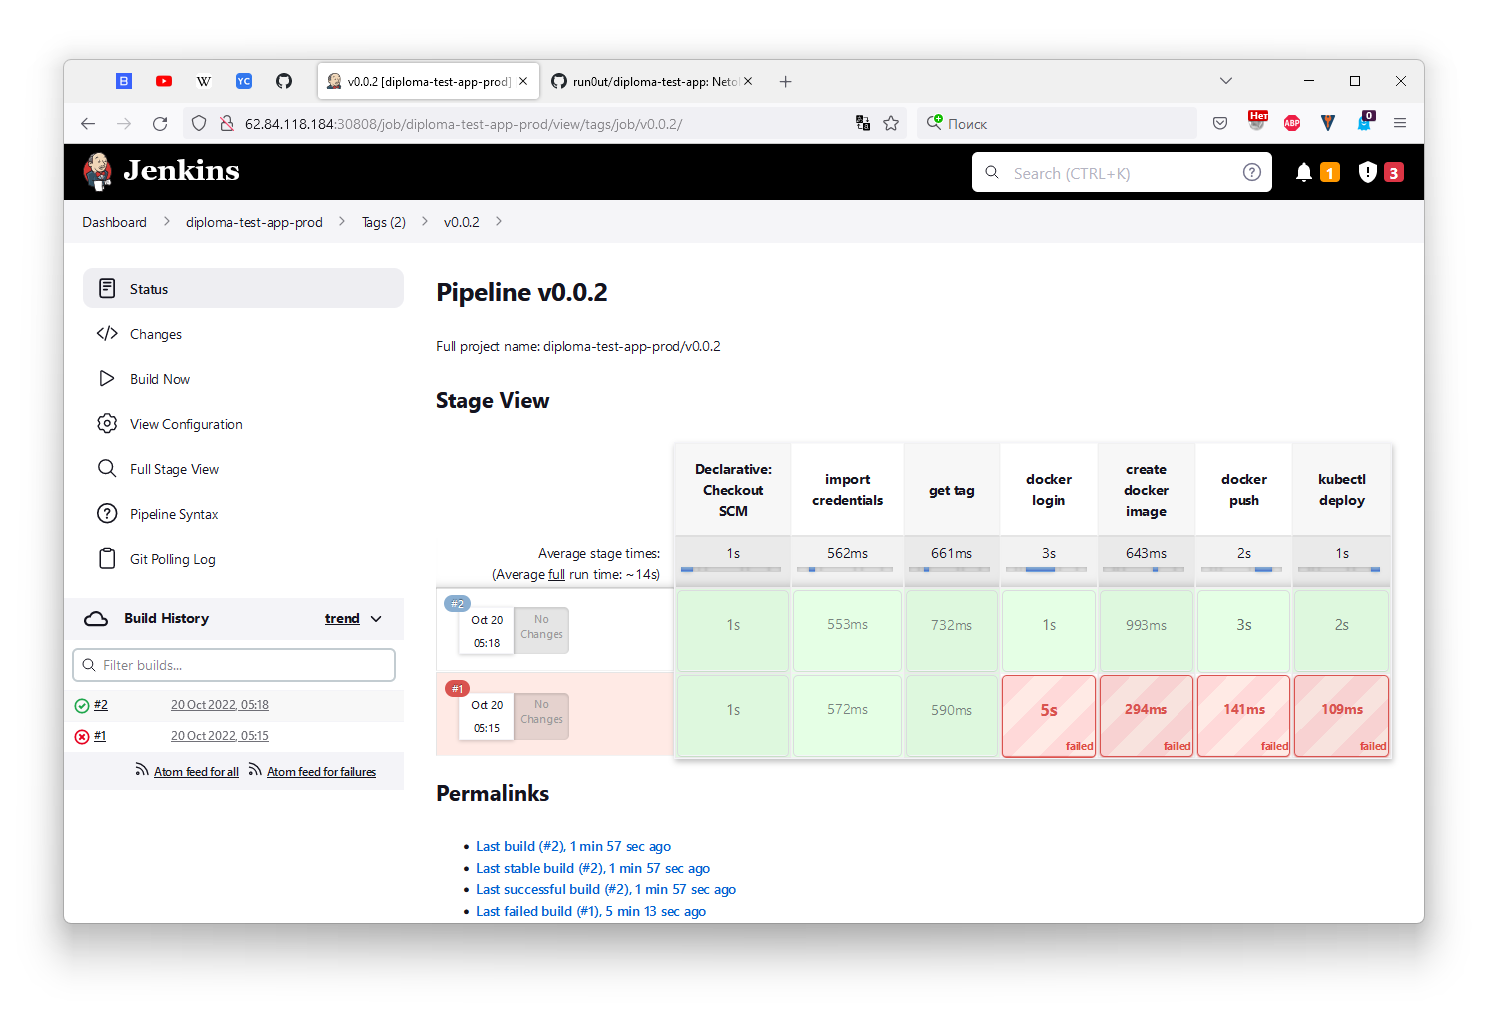 B
W
YC
v0.0.2 [diploma-test-app-prod]
run0ut/diploma-test-app: Netol
62.84.118.184:30808/job/diploma-test-app-prod/view/tags/job/v0.0.2/
Поиск
Нет
ABP
0
Jenkins
Search (CTRL+K)
1
3
Dashboard
diploma-test-app-prod
Tags (2)
v0.0.2
Status
Changes
Build Now
View Configuration
Full Stage View
Pipeline Syntax
Git Polling Log
Build History
trend
Filter builds...
#2 20 Oct 2022, 05:18
#1 20 Oct 2022, 05:15
Atom feed for all Atom feed for failures
Pipeline v0.0.2
Full project name: diploma-test-app-prod/v0.0.2
Stage View
Declarative:
Checkout
SCM
import
credentials
get tag
docker
login
create
docker
image
docker
push
kubectl
deploy
Average stage times:
(Average full run time: ~14s)
1s 562ms 661ms 3s 643ms 2s 1s
#2
Oct 20
05:18
No
Changes
1s 553ms 732ms 1s 993ms 3s 2s
#1
Oct 20
05:15
No
Changes
1s 572ms 590ms 5s 294ms 141ms 109ms
failed failed failed failed
Permalinks
Last build (#2), 1 min 57 sec ago
Last stable build (#2), 1 min 57 sec ago
Last successful build (#2), 1 min 57 sec ago
Last failed build (#1), 5 min 13 sec ago